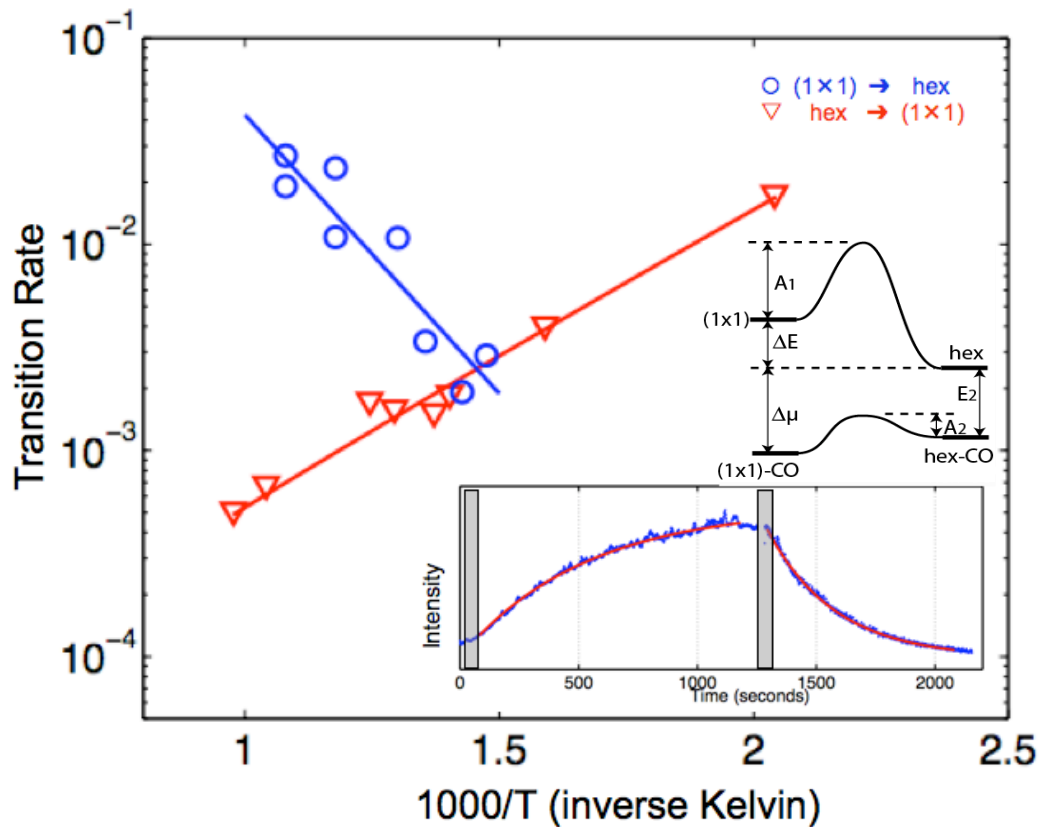 10⁻¹
10⁻²
10⁻³
10⁻⁴
Transition Rate
1
1.5
2
2.5
1000/T (inverse Kelvin)
(1×1) ➔ hex
hex ➔ (1×1)
A1
(1x1)
ΔE
hex
Δμ
E2
A2
(1x1)-CO
hex-CO
Intensity
0
500
1000
1500
2000
Time (seconds)